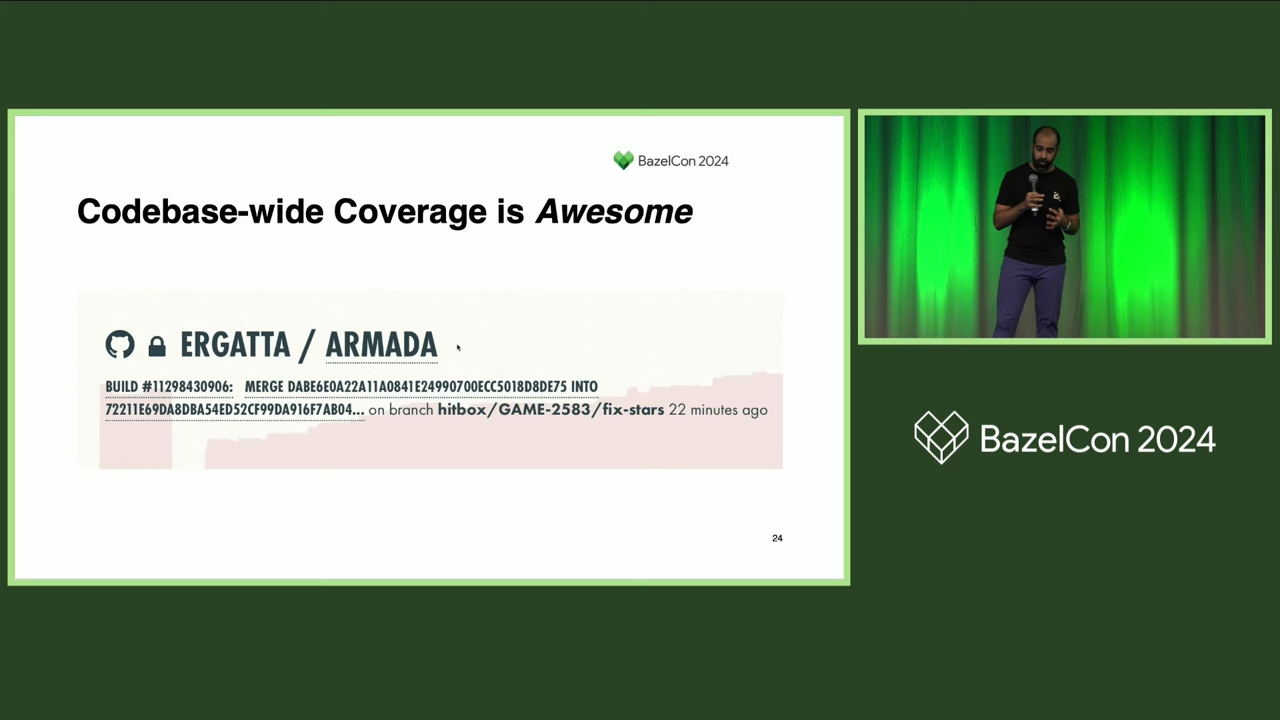 BazelCon 2024
Codebase-wide Coverage is Awesome
ERGATTA / ARMADA
BUILD #11298430906: MERGE DABE6E0A22A11A0841E24990700ECC5018D8DE75 INTO
72211E69DA8DBA54ED52CF99DA916F7AB04... on branch hitbox/GAME-2583/fix-stars 22 minutes ago
24
BazelCon 2024